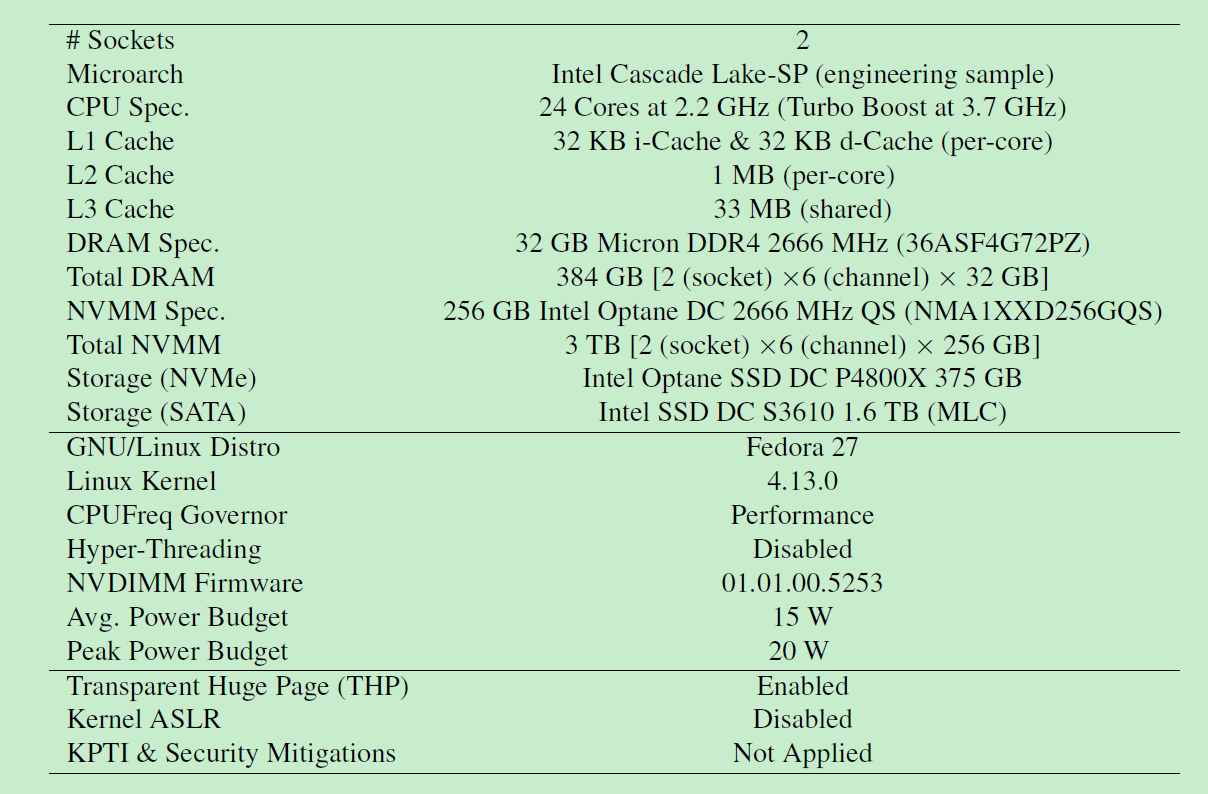 # Sockets 2
Microarch Intel Cascade Lake-SP (engineering sample)
CPU Spec. 24 Cores at 2.2 GHz (Turbo Boost at 3.7 GHz)
L1 Cache 32 KB i-Cache & 32 KB d-Cache (per-core)
L2 Cache 1 MB (per-core)
L3 Cache 33 MB (shared)
DRAM Spec. 32 GB Micron DDR4 2666 MHz (36ASF4G72PZ)
Total DRAM 384 GB [2 (socket) ×6 (channel) × 32 GB]
NVMM Spec. 256 GB Intel Optane DC 2666 MHz QS (NMA1XXD256GQS)
Total NVMM 3 TB [2 (socket) ×6 (channel) × 256 GB]
Storage (NVMe) Intel Optane SSD DC P4800X 375 GB
Storage (SATA) Intel SSD DC S3610 1.6 TB (MLC)
GNU/Linux Distro Fedora 27
Linux Kernel 4.13.0
CPUFreq Governor Performance
Hyper-Threading Disabled
NVDIMM Firmware 01.01.00.5253
Avg. Power Budget 15 W
Peak Power Budget 20 W
Transparent Huge Page (THP) Enabled
Kernel ASLR Disabled
KPTI & Security Mitigations Not Applied